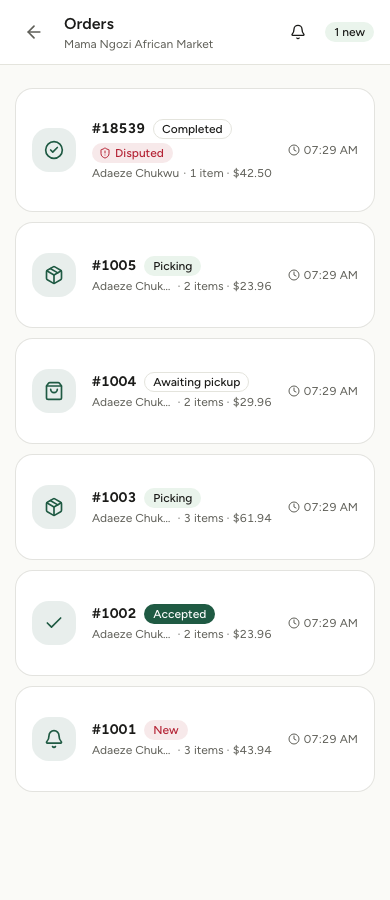 Orders
Mama Ngozi African Market
1 new
#18539 Completed
Disputed
Adaeze Chukwu · 1 item · $42.50
07:29 AM
#1005 Picking
Adaeze Chuk... · 2 items · $23.96
07:29 AM
#1004 Awaiting pickup
Adaeze Chuk... · 2 items · $29.96
07:29 AM
#1003 Picking
Adaeze Chuk... · 3 items · $61.94
07:29 AM
#1002 Accepted
Adaeze Chuk... · 2 items · $23.96
07:29 AM
#1001 New
Adaeze Chuk... · 3 items · $43.94
07:29 AM